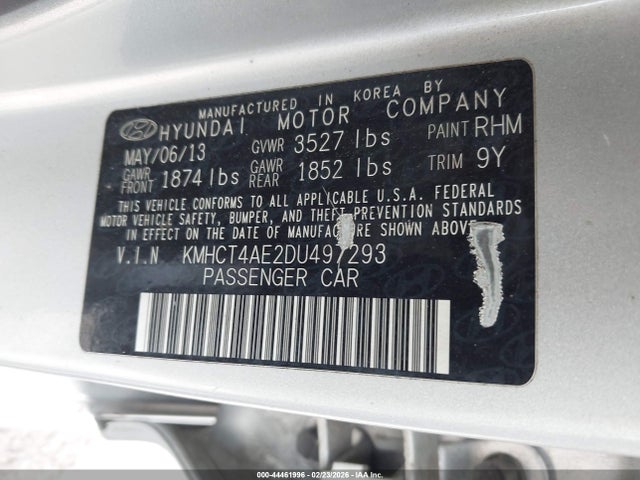 MANUFACTURED IN KOREA BY
HYUNDAI MOTOR COMPANY
MAY/06/13 GVWR 3527 lbs PAINT RHM
GAWR FRONT 1874 lbs GAWR REAR 1852 lbs TRIM 9Y
THIS VEHICLE CONFORMS TO ALL APPLICABLE U.S.A. FEDERAL
MOTOR VEHICLE SAFETY, BUMPER, AND THEFT PREVENTION STANDARDS
IN EFFECT ON THE DATE OF MANUFACTURE SHOWN ABOVE.
V.I.N KMHCT4AE2DU497293
PASSENGER CAR
000-44461996 - 02/23/2026 - IAAI.COM